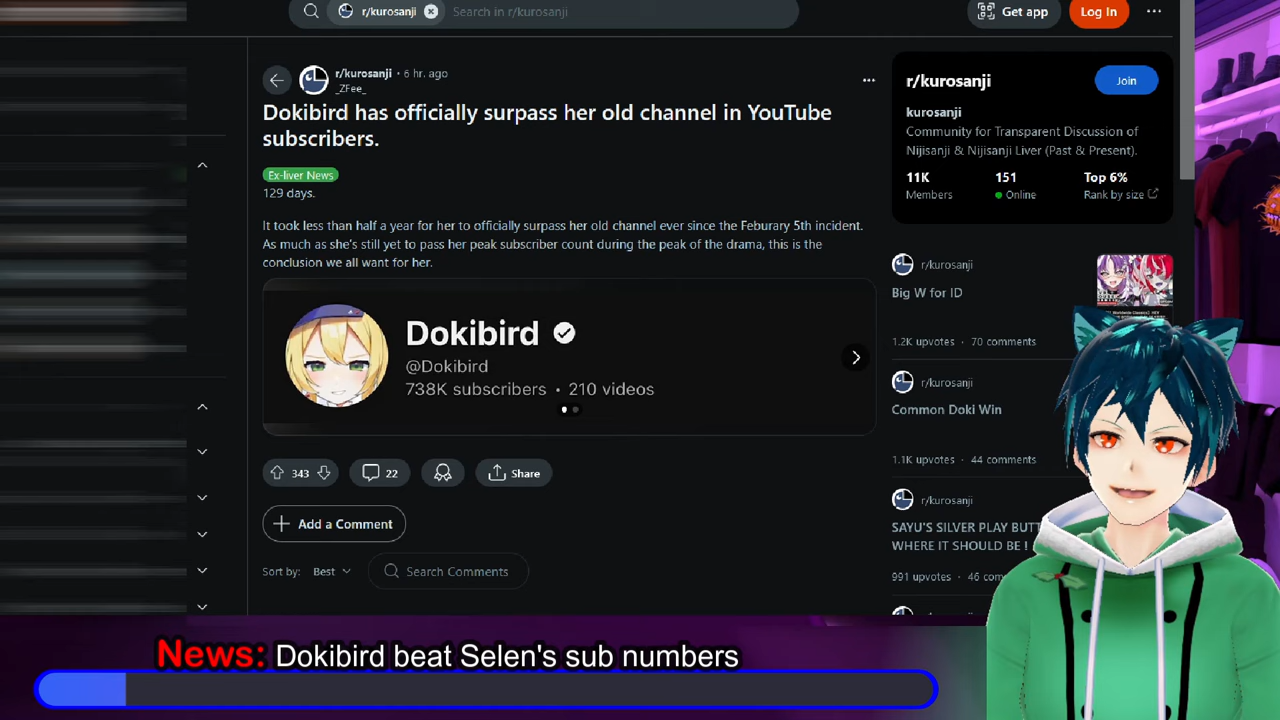 r/kurosanji
Search in r/kurosanji
Get app
Log In
r/kurosanji • 6 hr. ago
_ZFee_
Dokibird has officially surpass her old channel in YouTube
subscribers.
Ex-liver News
129 days.
It took less than half a year for her to officially surpass her old channel ever since the Feburary 5th incident.
As much as she's still yet to pass her peak subscriber count during the peak of the drama, this is the
conclusion we all want for her.
Dokibird
@Dokibird
738K subscribers • 210 videos
343
22
Share
Add a Comment
Sort by: Best
Search Comments
r/kurosanji
Join
kurosanji
Community for Transparent Discussion of
Nijisanji & Nijisanji Liver (Past & Present).
11K 151 Top 6%
Members Online Rank by size
r/kurosanji
Big W for ID
1.2K upvotes • 70 comments
r/kurosanji
Common Doki Win
1.1K upvotes • 44 comments
r/kurosanji
SAYU'S SILVER PLAY
WHERE IT SHOULD BE !
991 upvotes • 46
News: Dokibird beat Selen's sub numbers